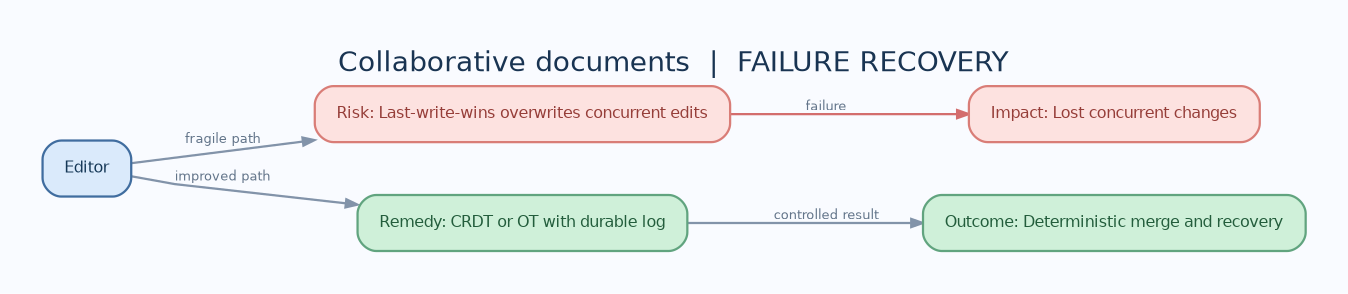 Collaborative documents | FAILURE RECOVERY
Risk: Last-write-wins overwrites concurrent edits
failure
Impact: Lost concurrent changes
fragile path
Editor
improved path
Remedy: CRDT or OT with durable log
controlled result
Outcome: Deterministic merge and recovery